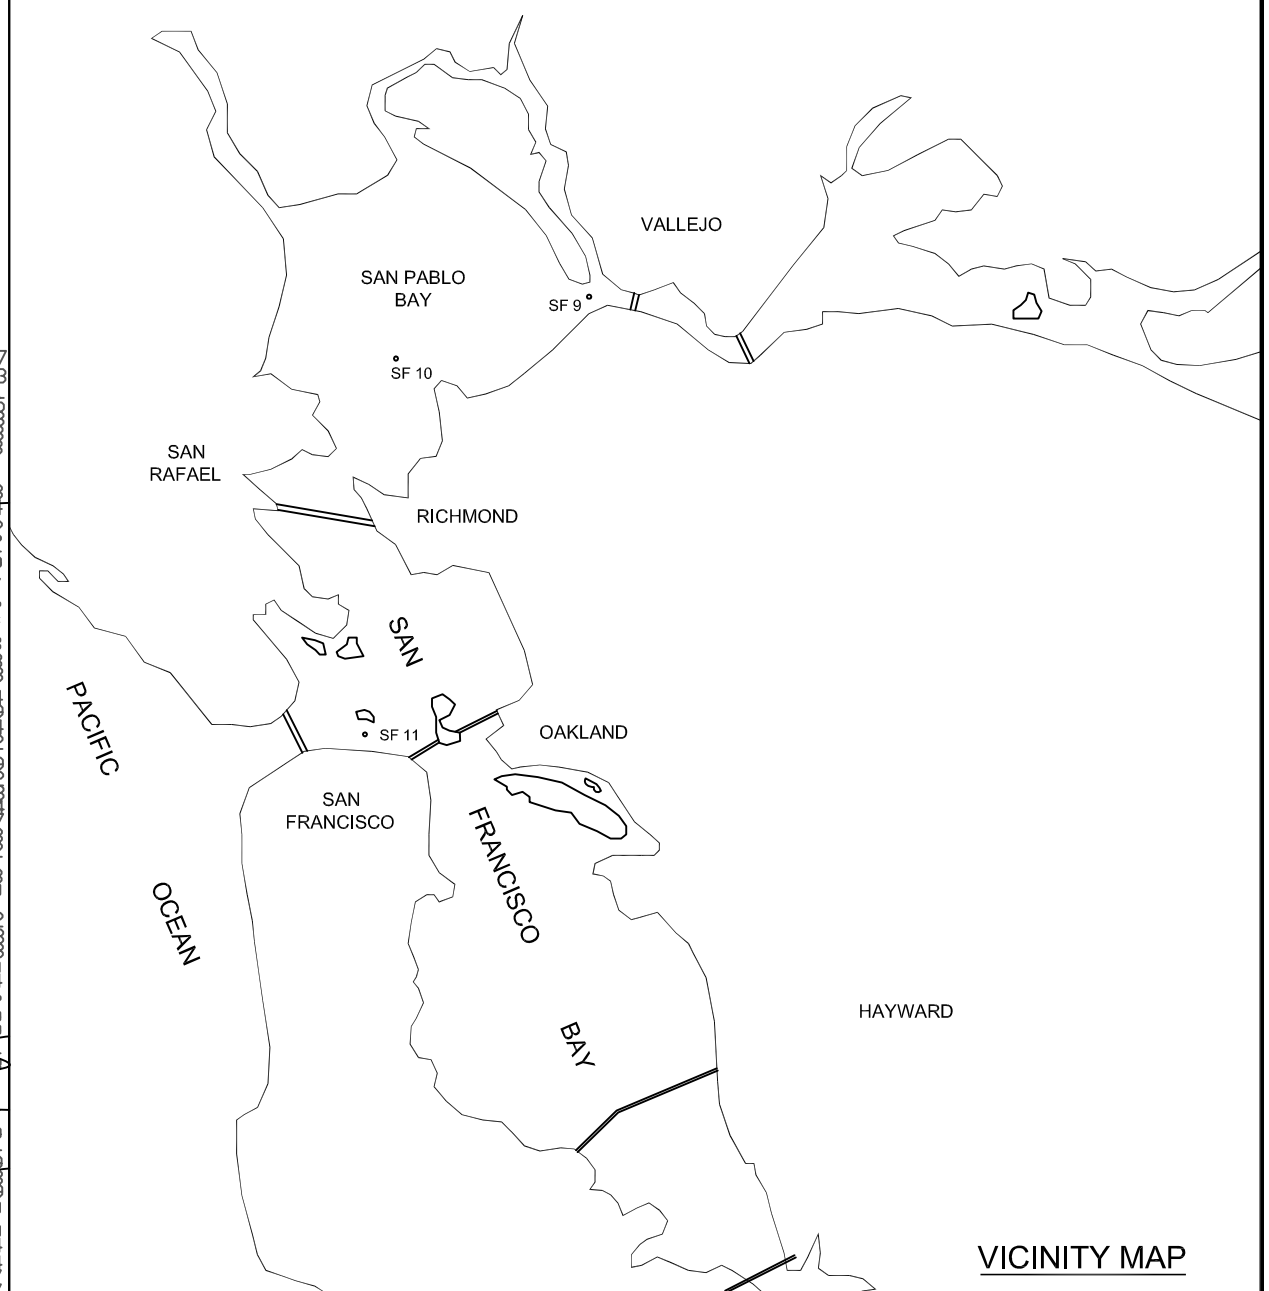 VALLEJO
SAN PABLO
BAY
SF 9
SF 10
SAN
RAFAEL
RICHMOND
SAN
PACIFIC
SF 11
OAKLAND
SAN
FRANCISCO
FRANCISCO
OCEAN
HAYWARD
BAY
VICINITY MAP